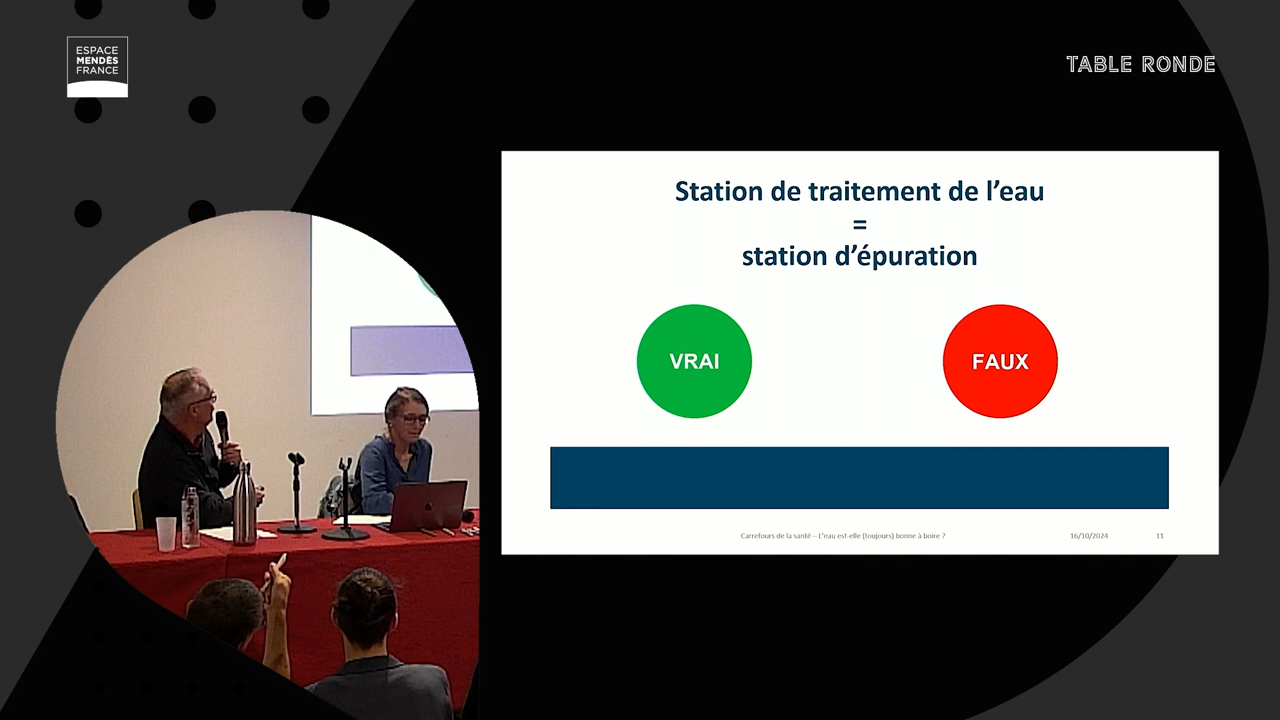 ESPACE
MENDÈS
FRANCE
TABLE RONDE
Station de traitement de l'eau
=
station d'épuration
VRAI
FAUX
Carrefours de la santé – L'eau est-elle (toujours) bonne à boire ?
16/10/2024
11